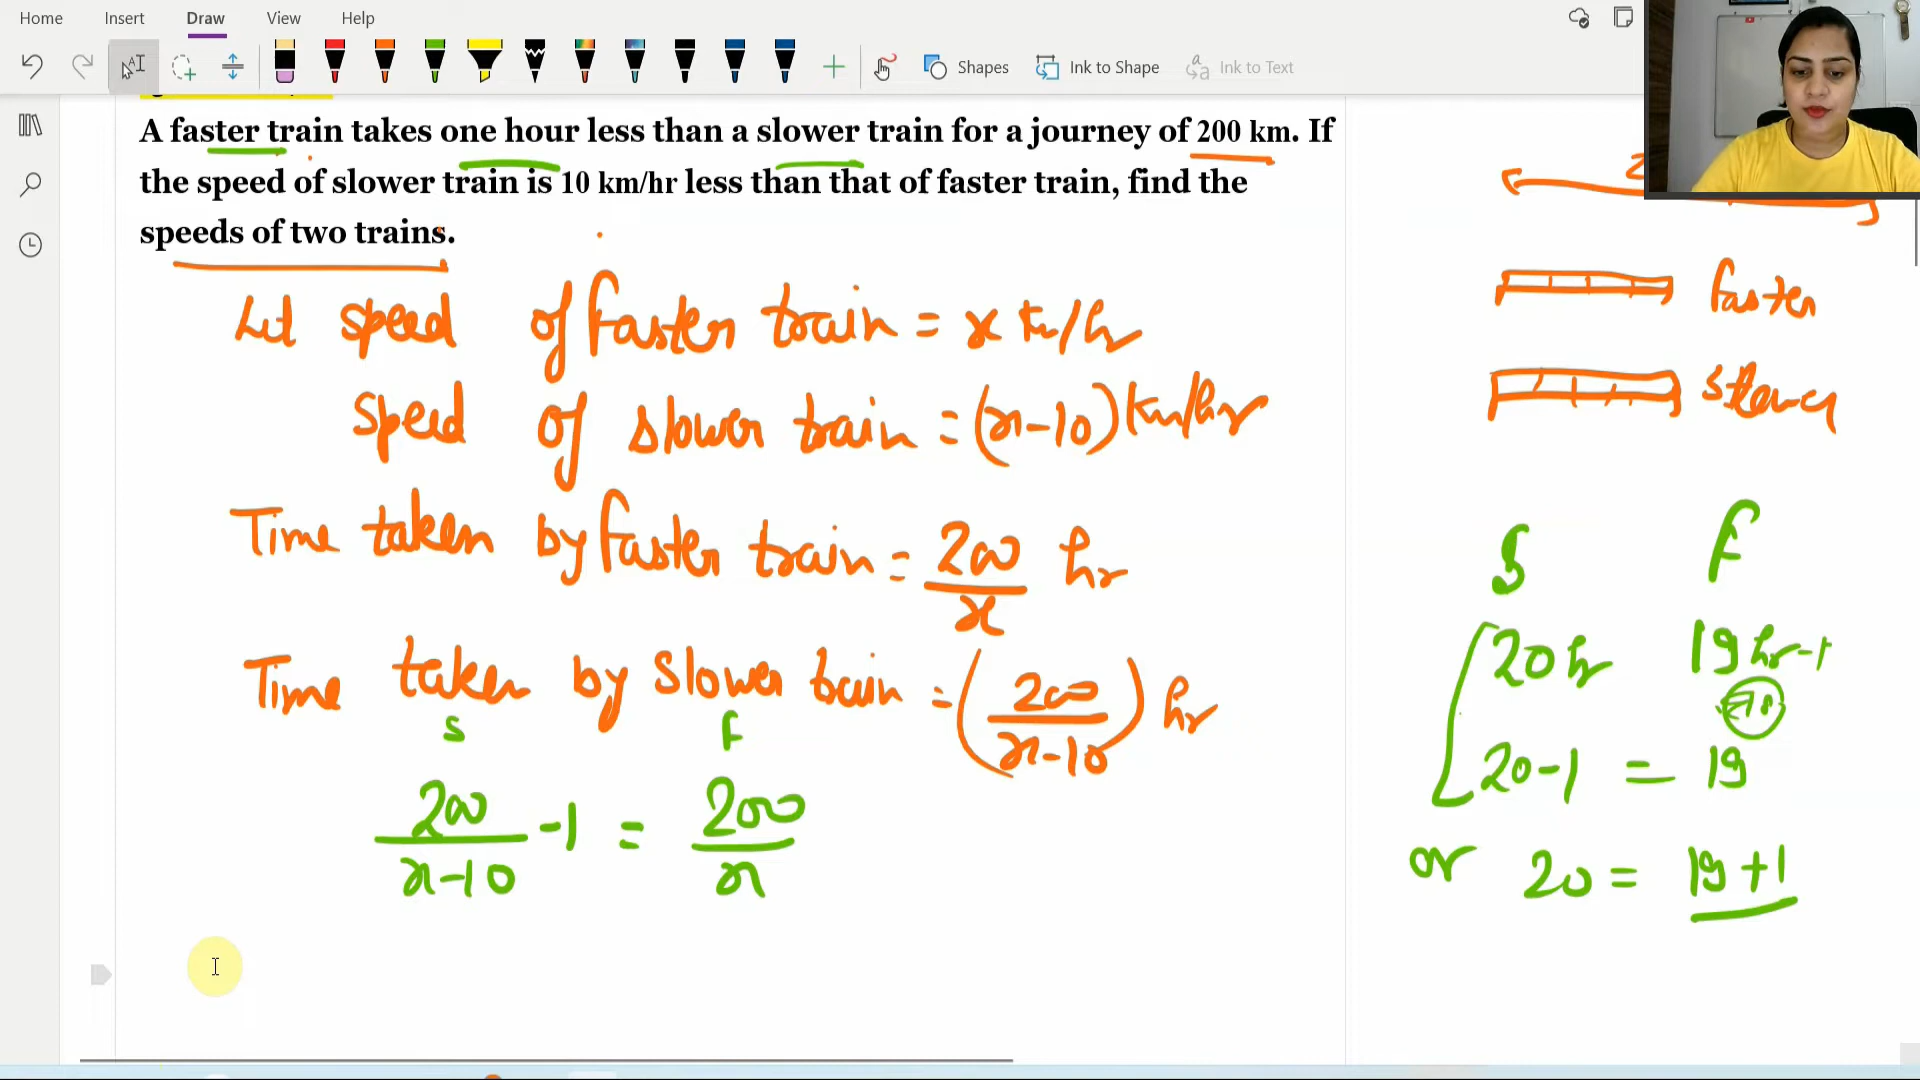 Home Insert Draw View Help
Shapes Ink to Shape Ink to Text
A faster train takes one hour less than a slower train for a journey of 200 km. If
the speed of slower train is 10 km/hr less than that of faster train, find the
speeds of two trains.
Let speed of faster train = x km/hr
speed of slower train = (x-10) km/hr
Time taken by faster train = 200/x hr
Time taken by slower train = (200/x-10) hr
S F
200/x-10 -1 = 200/x
faster
S F
20 hr 19 hr -1
20-1 = 19
or 20 = 19+1